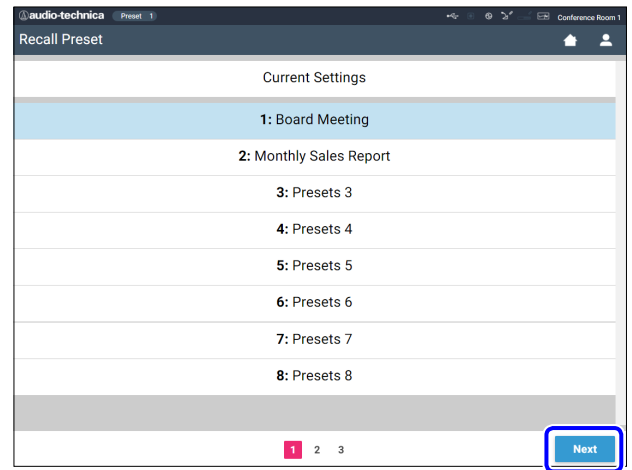 audio-technica Preset 1 Conference Room 1
Recall Preset
Current Settings
1: Board Meeting
2: Monthly Sales Report
3: Presets 3
4: Presets 4
5: Presets 5
6: Presets 6
7: Presets 7
8: Presets 8
1 2 3 Next